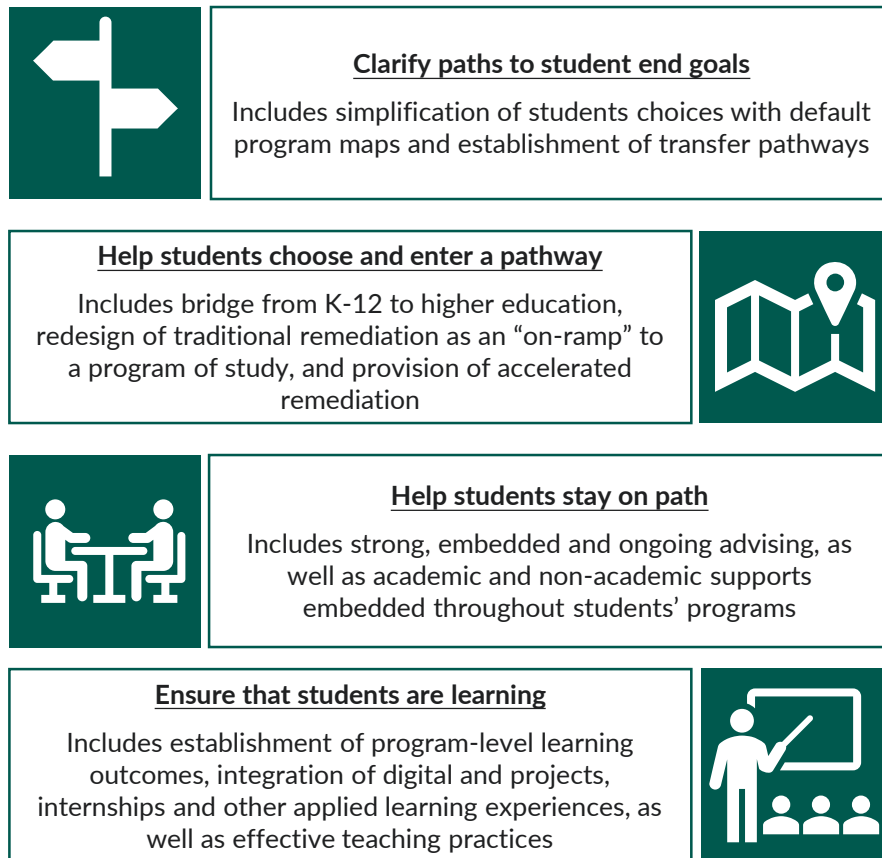 Clarify paths to student end goals
Includes simplification of students choices with default
program maps and establishment of transfer pathways
Help students choose and enter a pathway
Includes bridge from K-12 to higher education,
redesign of traditional remediation as an “on-ramp” to
a program of study, and provision of accelerated
remediation
Help students stay on path
Includes strong, embedded and ongoing advising, as
well as academic and non-academic supports
embedded throughout students’ programs
Ensure that students are learning
Includes establishment of program-level learning
outcomes, integration of digital and projects,
internships and other applied learning experiences, as
well as effective teaching practices